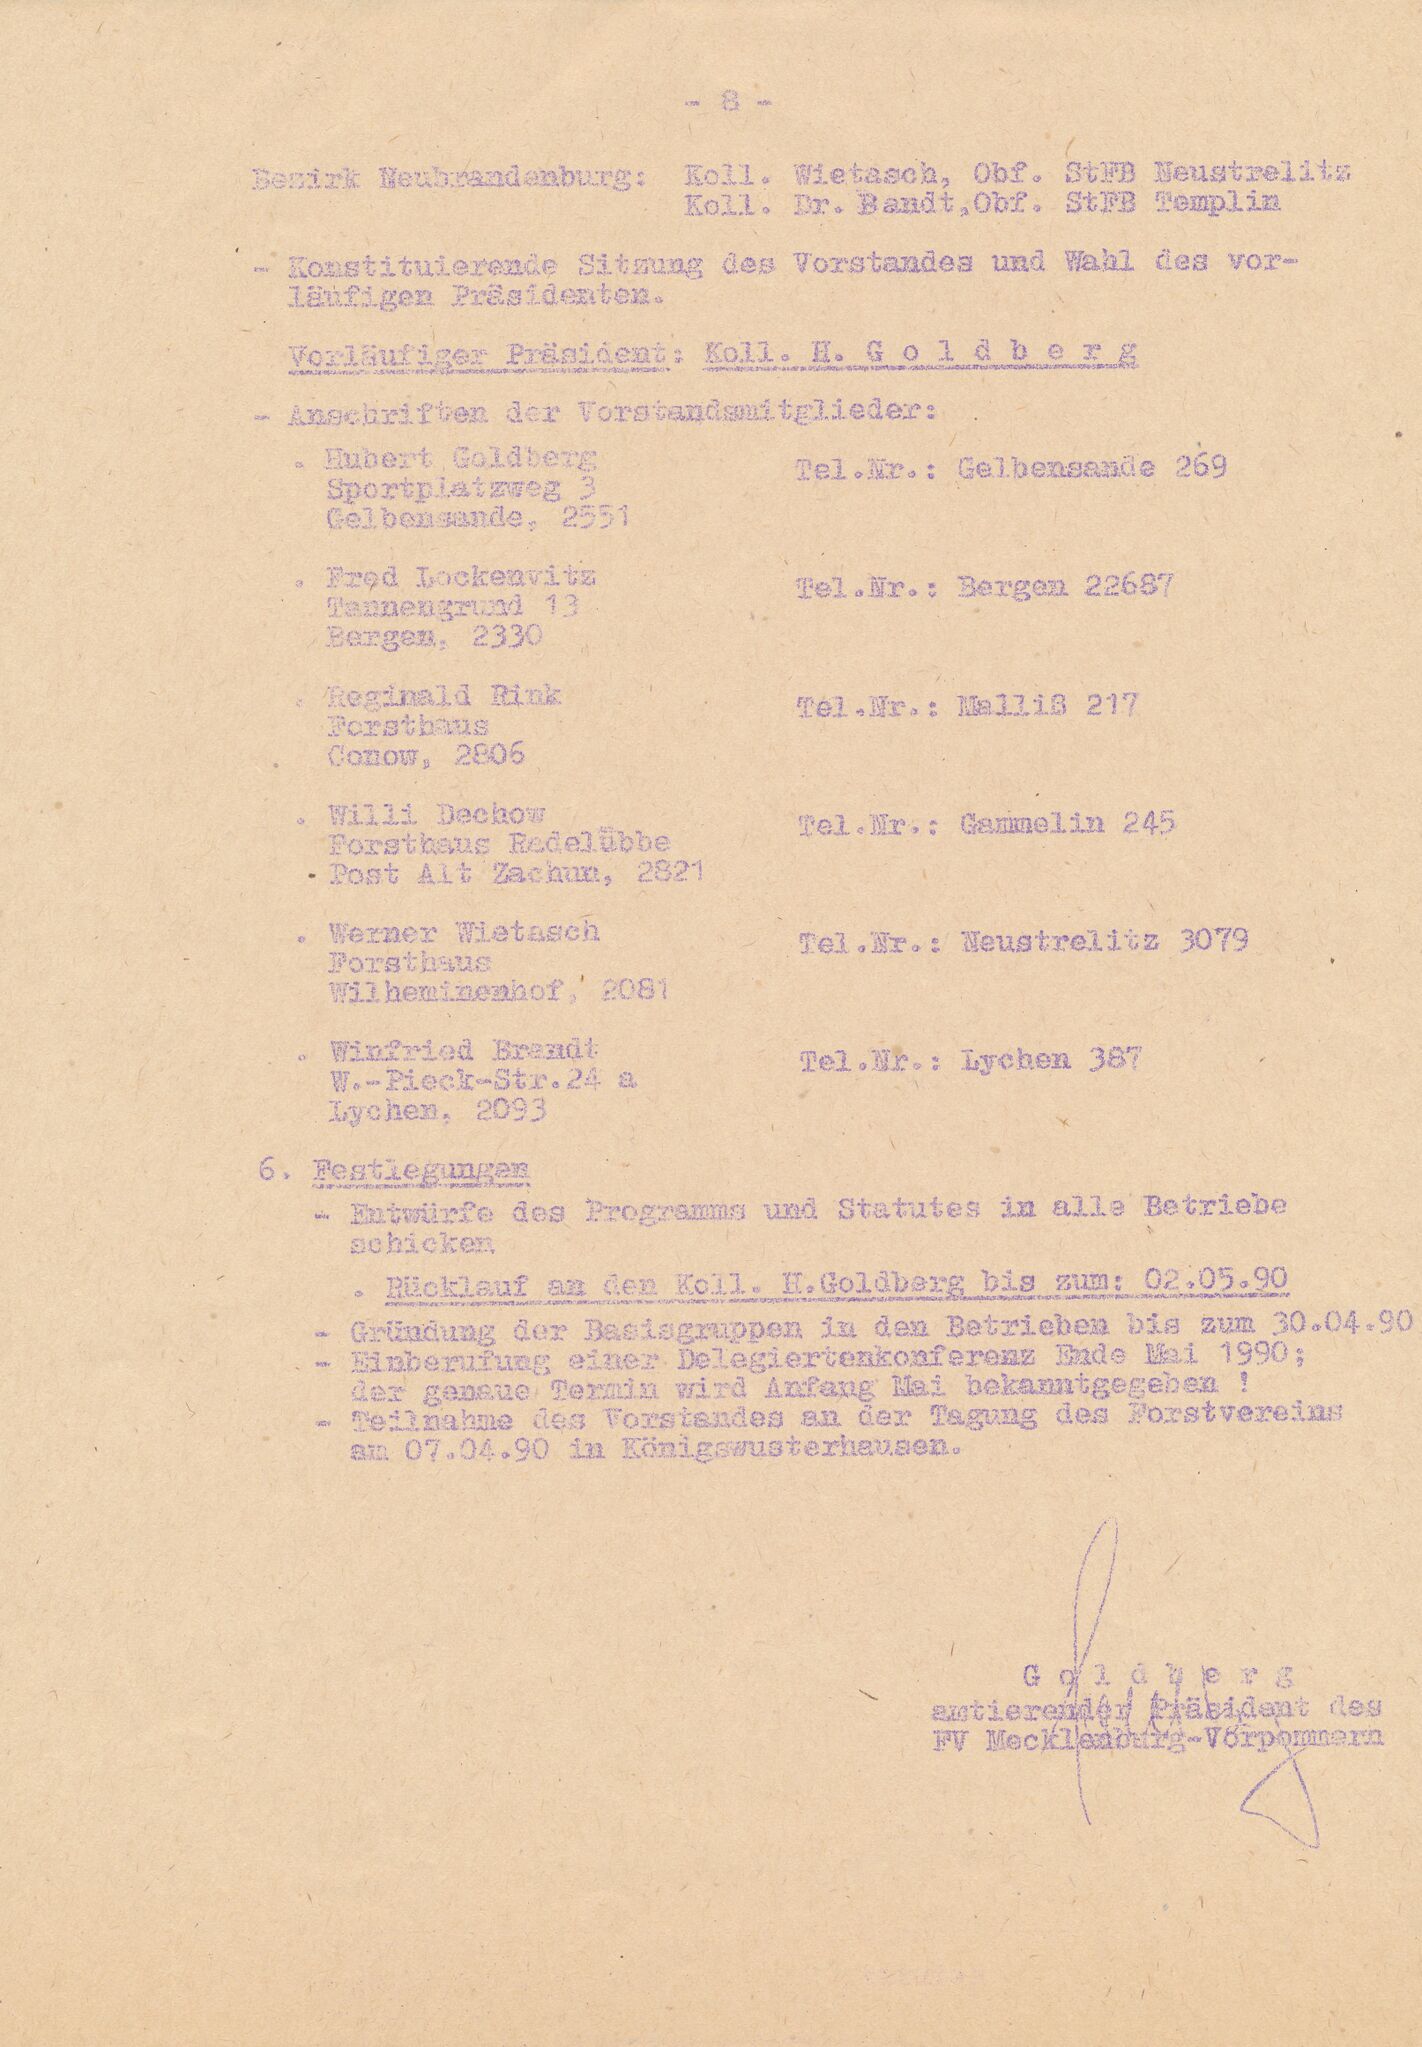 - 8 -
Bezirk Neubrandenburg: Koll. Wietasch, Obf. StFB Neustrelitz
Koll. Dr. Bandt, Obf. StFB Templin
- Konstituierende Sitzung des Vorstandes und Wahl des vor-
läufigen Präsidenten.
Vorläufiger Präsident: Koll. H. G o l d b e r g
- Anschriften der Vorstandsmitglieder:
. Hubert Goldberg
Tel.Nr.: Gelbensande 269
Sportplatzweg 3
Gelbensande, 2551
. Fred Lockenvitz
Tel.Nr.: Bergen 22687
Tannengrund 13
Bergen, 2330
. Reginald Rink
Tel.Nr.: Malliß 217
Forsthaus
Conow, 2806
. Willi Dechow
Tel.Nr.: Gammelin 245
Forsthaus Radelübbe
Post Alt Zachun, 2821
. Werner Wietasch
Tel.Nr.: Neustrelitz 3079
Forsthaus
Wilheminenhof, 2081
. Winfried Brandt
Tel.Nr.: Lychen 387
W.-Pieck-Str.24 a
Lychen, 2093
6. Festlegungen
- Entwürfe des Programms und Statutes in alle Betriebe
schicken
. Rücklauf an den Koll. H.Goldberg bis zum: 02.05.90
- Gründung der Basisgruppen in den Betrieben bis zum 30.04.90
- Einberufung einer Delegiertenkonferenz Ende Mai 1990;
der genaue Termin wird Anfang Mai bekanntgegeben !
- Teilnahme des Vorstandes an der Tagung des Forstvereins
am 07.04.90 in Königswusterhausen.
G o l d b e r g
amtierender Präsident des
FV Mecklenburg-Vorpommern